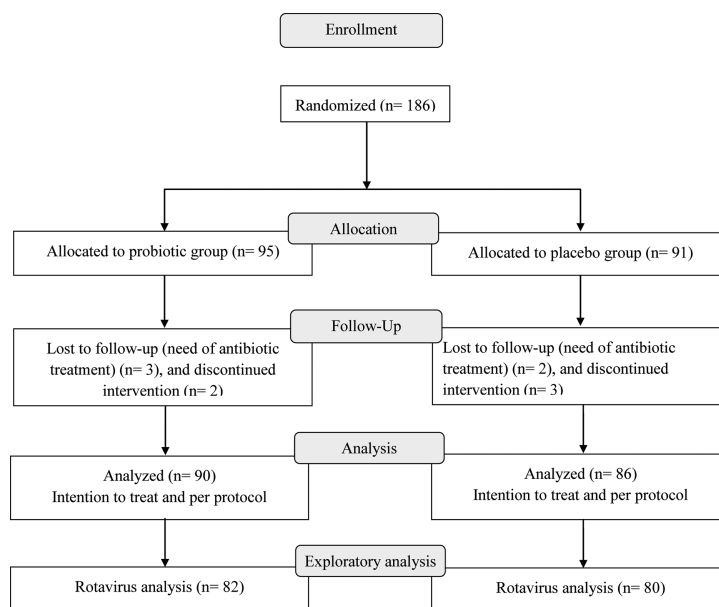 Enrollment
Randomized (n= 186)
Allocation
Allocated to probiotic group (n= 95)
Allocated to placebo group (n= 91)
Follow-Up
Lost to follow-up (need of antibiotic
treatment) (n= 3), and discontinued
intervention (n= 2)
Lost to follow-up (need of antibiotic
treatment) (n= 2), and discontinued
intervention (n= 3)
Analysis
Analyzed (n= 90)
Intention to treat and per protocol
Analyzed (n= 86)
Intention to treat and per protocol
Exploratory analysis
Rotavirus analysis (n= 82)
Rotavirus analysis (n= 80)